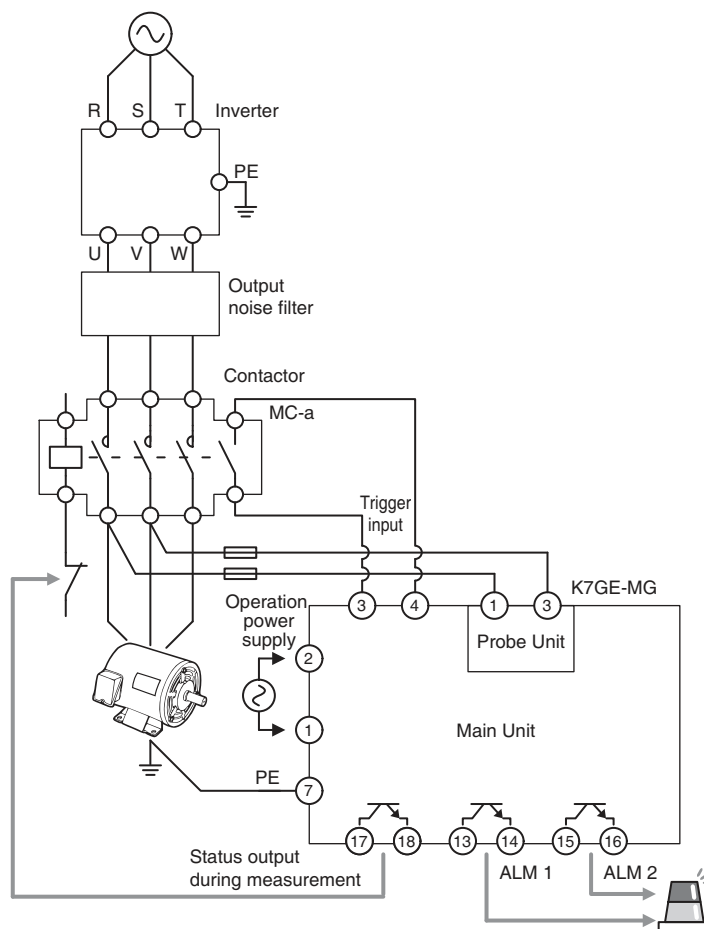 R S T Inverter
PE
U V W
Output
noise filter
Contactor
MC-a
Trigger
input
K7GE-MG
3 4 1 3
Operation
power
supply
Probe Unit
2
1
Main Unit
PE 7
17 18 13 14 15 16
Status output
during measurement
ALM 1 ALM 2